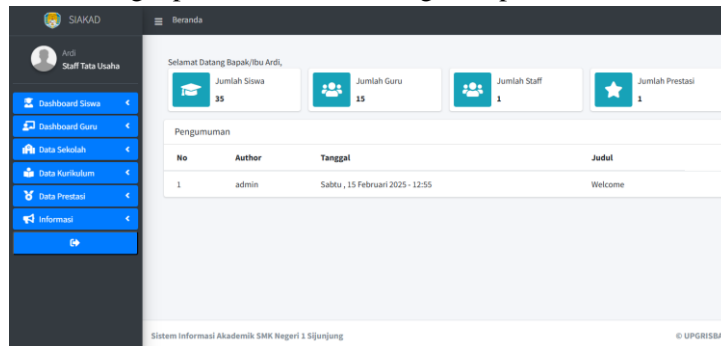 SIAKAD
Beranda
Ardi
Staff Tata Usaha
Dashboard Siswa
Dashboard Guru
Data Sekolah
Data Kurikulum
Data Prestasi
Informasi
Selamat Datang Bapak/Ibu Ardi,
Jumlah Siswa
35
Jumlah Guru
15
Jumlah Staff
1
Jumlah Prestasi
1
Pengumuman
No Author Tanggal Judul
1 admin Sabtu , 15 Februari 2025 - 12:55 Welcome
Sistem Informasi Akademik SMK Negeri 1 Sijunjung © UPGRISBA